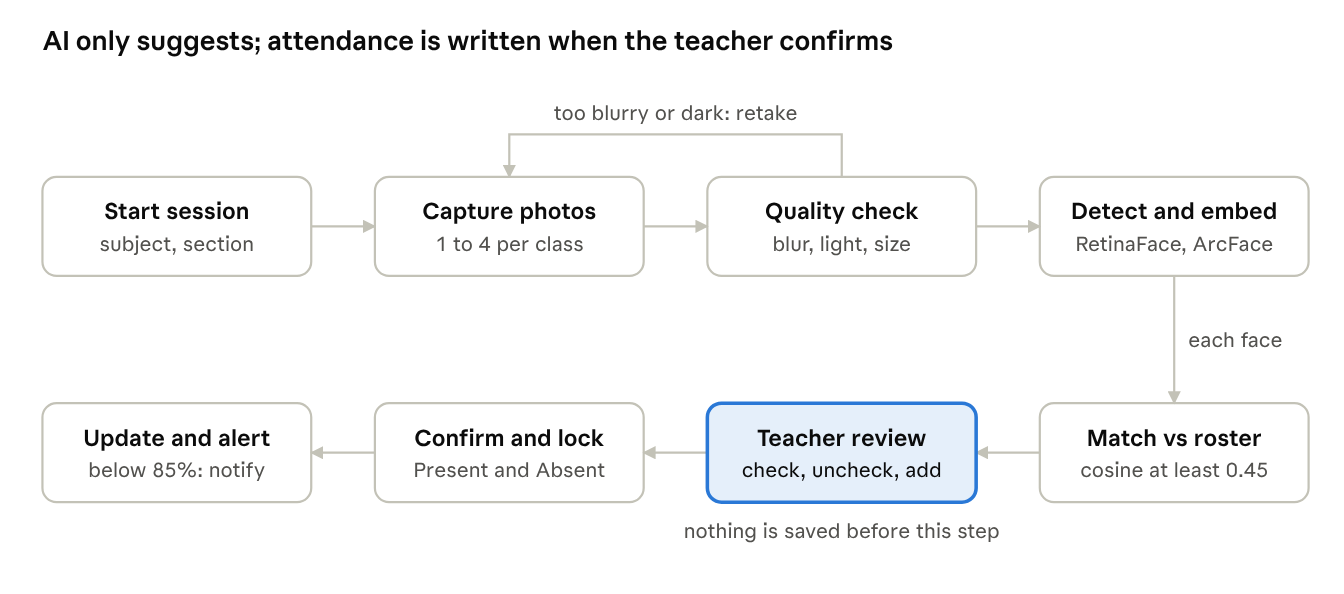 AI only suggests; attendance is written when the teacher confirms
too blurry or dark: retake
Start session
subject, section
Capture photos
1 to 4 per class
Quality check
blur, light, size
Detect and embed
RetinaFace, ArcFace
each face
Match vs roster
cosine at least 0.45
Teacher review
check, uncheck, add
nothing is saved before this step
Confirm and lock
Present and Absent
Update and alert
below 85%: notify